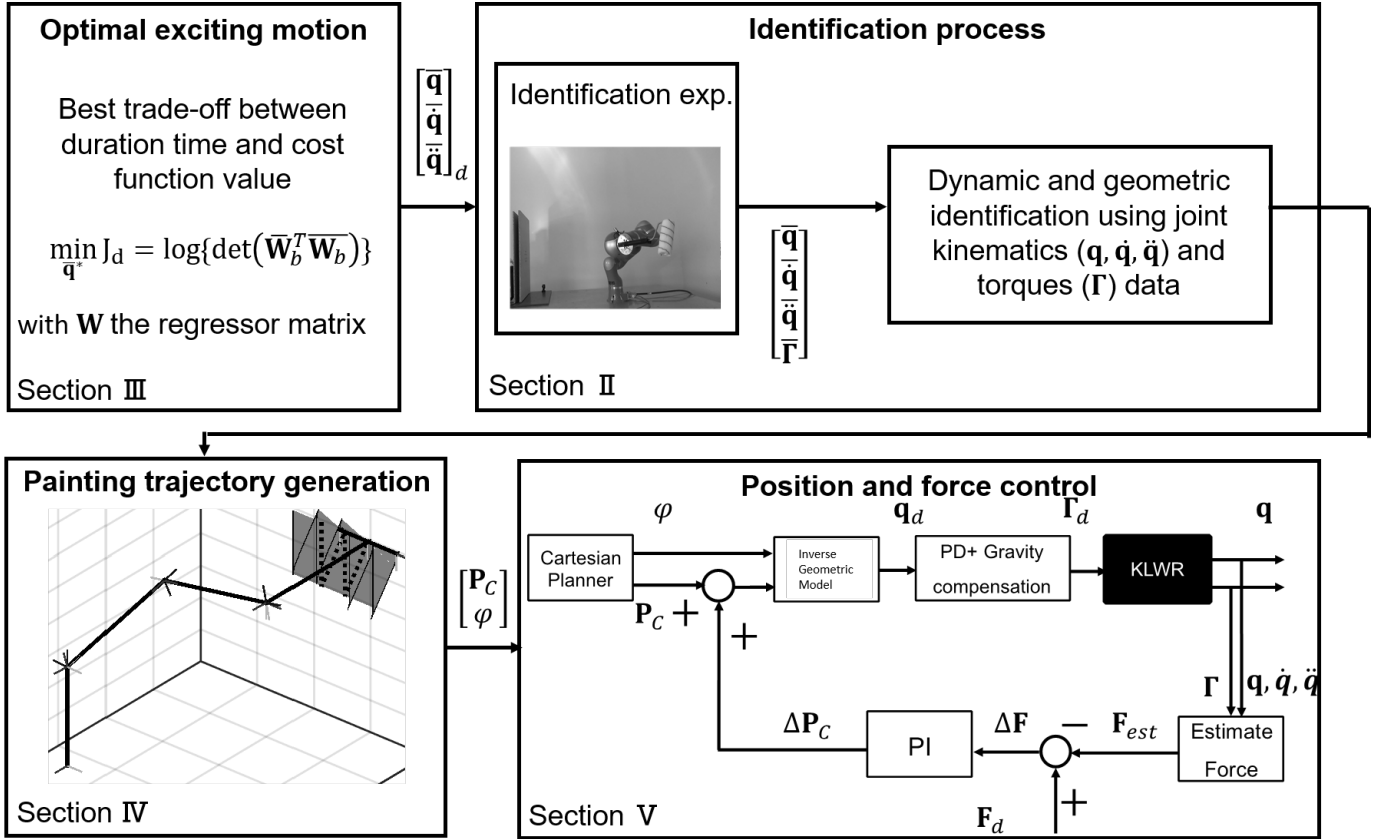 Optimal exciting motion
Best trade-off between
duration time and cost
function value
min J_d = log{det(W̅_b^T W̅_b)}
q̅*
with W the regressor matrix
Section Ⅲ
[q̅ q̅̇ q̅̈]_d
Identification process
Identification exp.
[q̅ q̅̇ q̅̈ Γ̅]
Dynamic and geometric
identification using joint
kinematics (q, q̇, q̈) and
torques (Γ) data
Section Ⅱ
Painting trajectory generation
Section Ⅳ
[P_C φ]
Position and force control
φ
q_d
Γ_d
q
Cartesian
Planner
Inverse
Geometric
Model
PD+ Gravity
compensation
KLWR
P_C +
+
Γ
q, q̇, q̈
ΔP_C
PI
ΔF
−
F_est
Estimate
Force
F_d
+
Section Ⅴ